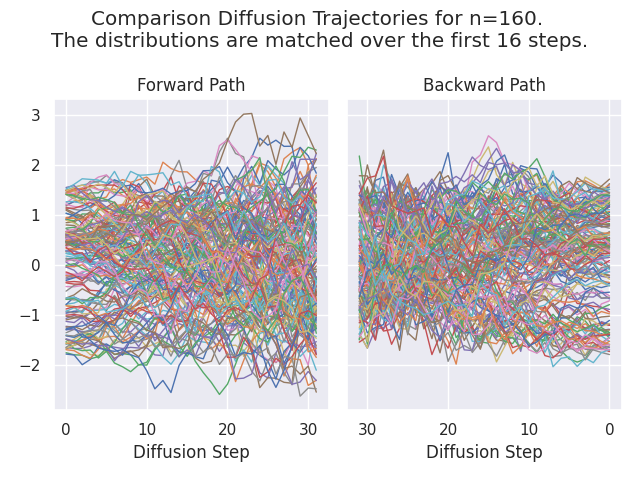 Comparison Diffusion Trajectories for n=160.
The distributions are matched over the first 16 steps.
Forward Path
Backward Path
3
2
1
0
−1
−2
0
10
20
30
30
20
10
0
Diffusion Step
Diffusion Step